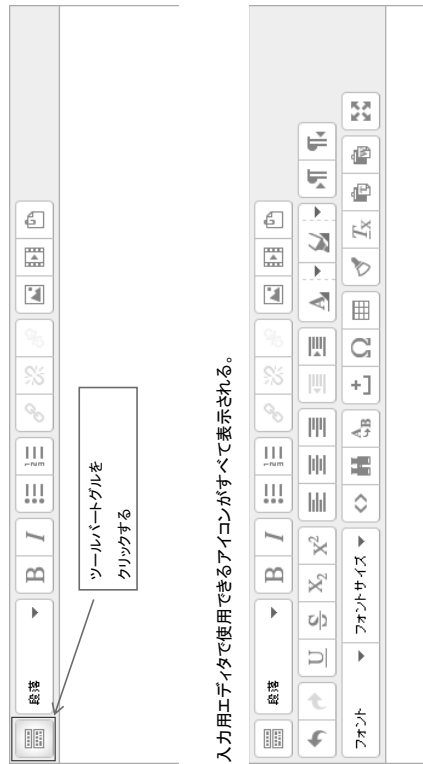 段落 B I
ツールバートグルを
クリックする
入力用エディタで使用できるアイコンがすべて表示される。
段落 B I
U S X₂ X²
フォント フォントサイズ